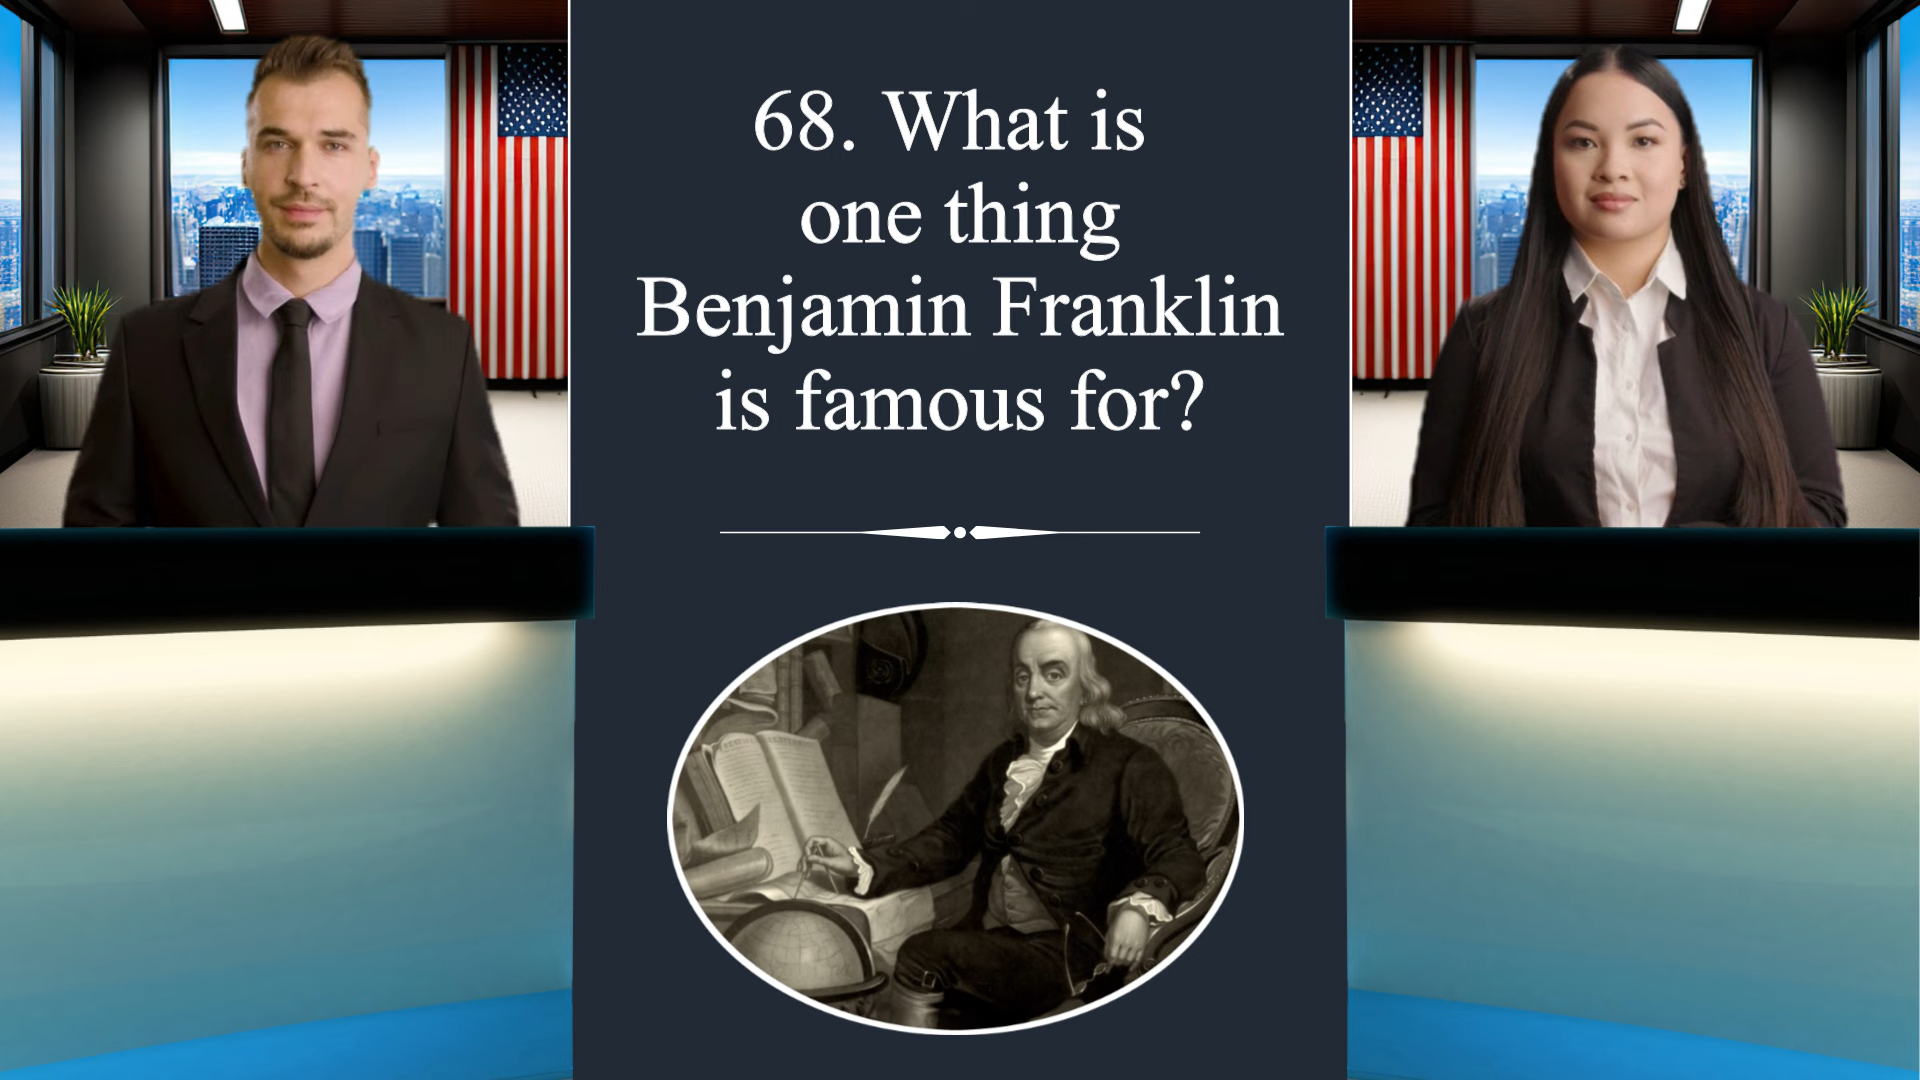 68. What is
one thing
Benjamin Franklin
is famous for?